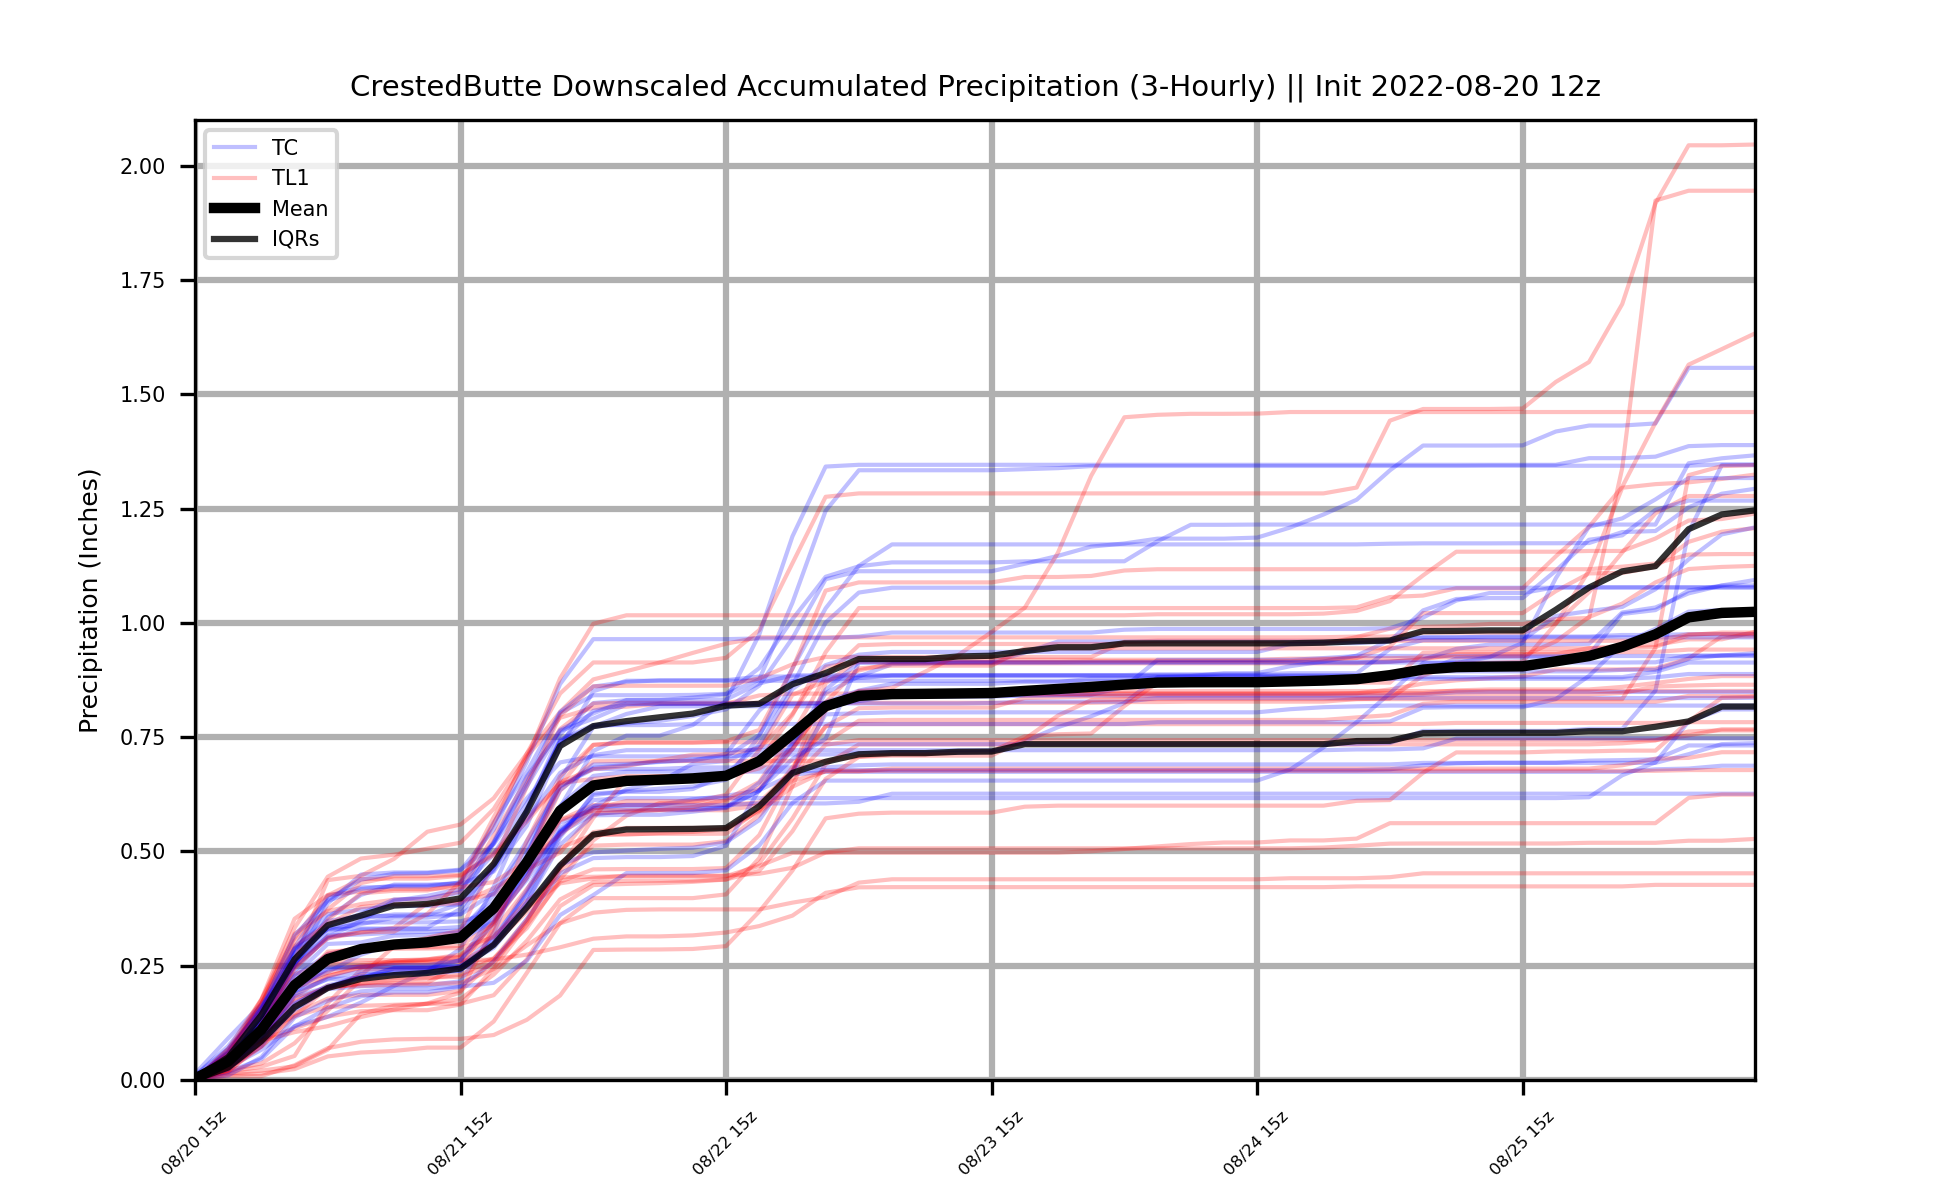 CrestedButte Downscaled Accumulated Precipitation (3-Hourly) || Init 2022-08-20 12z
TC
TL1
Mean
IQRs
Precipitation (Inches)
2.00
1.75
1.50
1.25
1.00
0.75
0.50
0.25
0.00
08/20 15z
08/21 15z
08/22 15z
08/23 15z
08/24 15z
08/25 15z